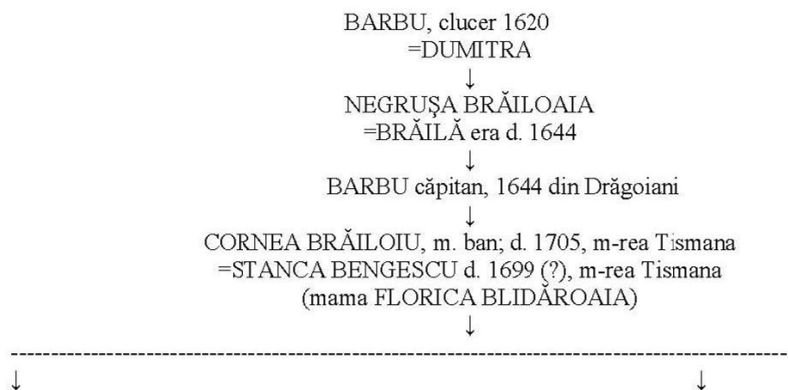 BARBU, clucer 1620
=DUMITRA
↓
NEGRUŞA BRĂILOAIA
=BRĂILĂ era d. 1644
↓
BARBU căpitan, 1644 din Drăgoiani
↓
CORNEA BRĂILOIU, m. ban; d. 1705, m-rea Tismana
=STANCA BENGESCU d. 1699 (?), m-rea Tismana
(mama FLORICA BLIDĂROAIA)
↓
--------------------------------------------------------------------------------
↓ ↓